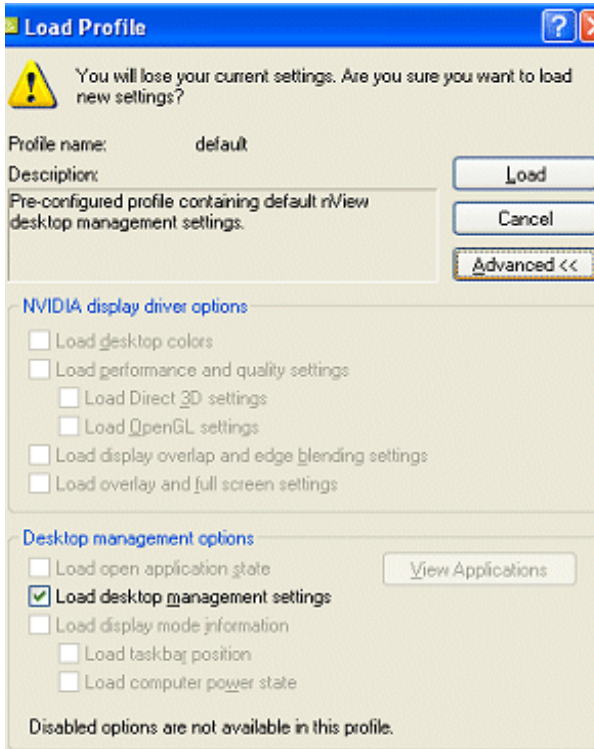 Load Profile
You will lose your current settings. Are you sure you want to load
new settings?
Profile name: default
Description:
Pre-configured profile containing default nView
desktop management settings.
Load
Cancel
Advanced <<
NVIDIA display driver options
Load desktop colors
Load performance and quality settings
Load Direct 3D settings
Load OpenGL settings
Load display overlap and edge blending settings
Load overlay and full screen settings
Desktop management options
Load open application state
View Applications
Load desktop management settings
Load display mode information
Load taskbar position
Load computer power state
Disabled options are not available in this profile.